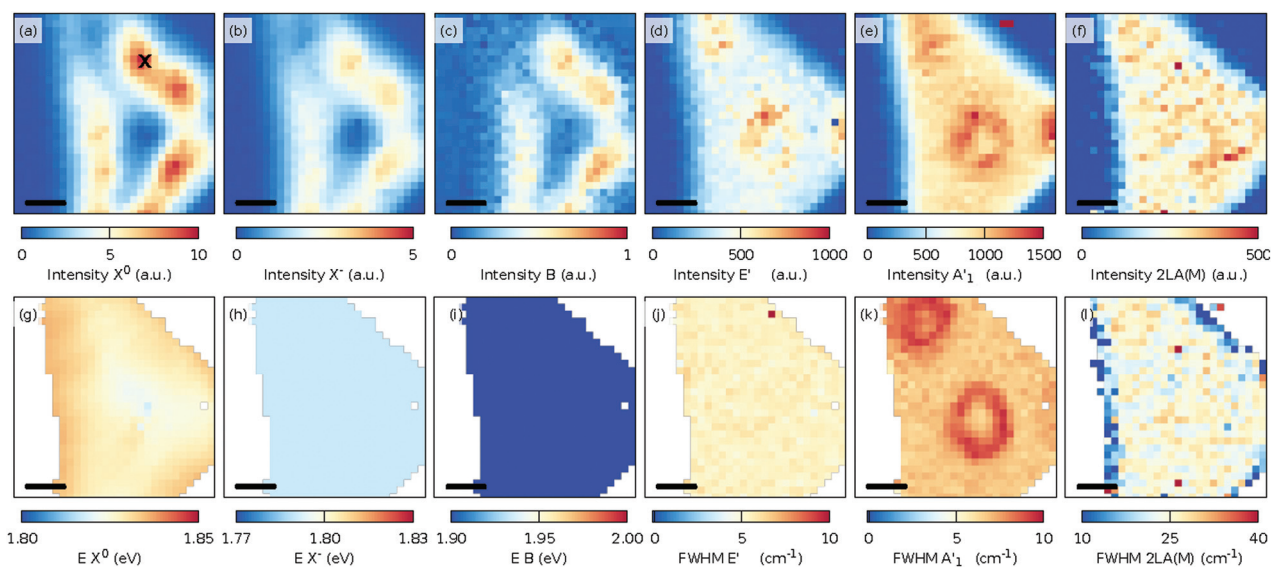 (a) (b) (c) (d) (e) (f)
X
0 5 10 0 5 0 1 0 500 1000 0 500 1000 1500 0 500
Intensity X⁰ (a.u.) Intensity X⁻ (a.u.) Intensity B (a.u.) Intensity E' (a.u.) Intensity A'₁ (a.u.) Intensity 2LA(M) (a.u.)
(g) (h) (i) (j) (k) (l)
1.80 1.85 1.77 1.80 1.83 1.90 1.95 2.00 0 5 10 0 5 10 10 25 40
E X⁰ (eV) E X⁻ (eV) E B (eV) FWHM E' (cm⁻¹) FWHM A'₁ (cm⁻¹) FWHM 2LA(M) (cm⁻¹)